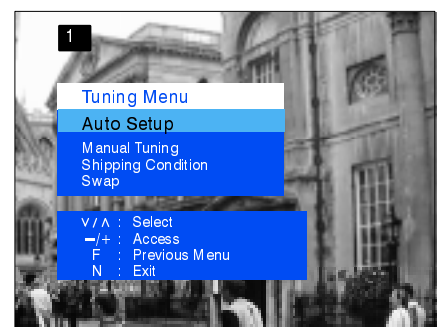 1
Tuning Menu
Auto Setup
Manual Tuning
Shipping Condition
Swap
∨/∧ : Select
−/+ : Access
F : Previous Menu
N : Exit